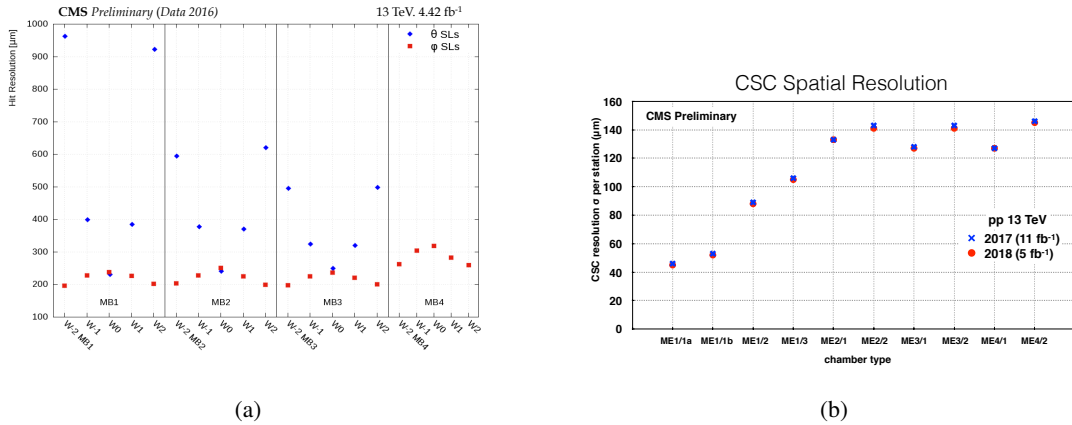 CMS Preliminary (Data 2016) 13 TeV. 4.42 fb-1
Hit Resolution [μm]
1000
900
800
700
600
500
400
300
200
100
θ SLs
φ SLs
MB1 MB2 MB3 MB4
W-2 MB1 W-1 W0 W1 W2 W-2 MB2 W-1 W0 W1 W2 W-2 MB3 W-1 W0 W1 W2 W-2 MB4 W-1 W0 W1 W2
(a)
CSC Spatial Resolution
CSC resolution σ per station (μm)
160
140
120
100
80
60
40
20
0
CMS Preliminary
pp 13 TeV
2017 (11 fb-1)
2018 (5 fb-1)
ME1/1a ME1/1b ME1/2 ME1/3 ME2/1 ME2/2 ME3/1 ME3/2 ME4/1 ME4/2
chamber type
(b)